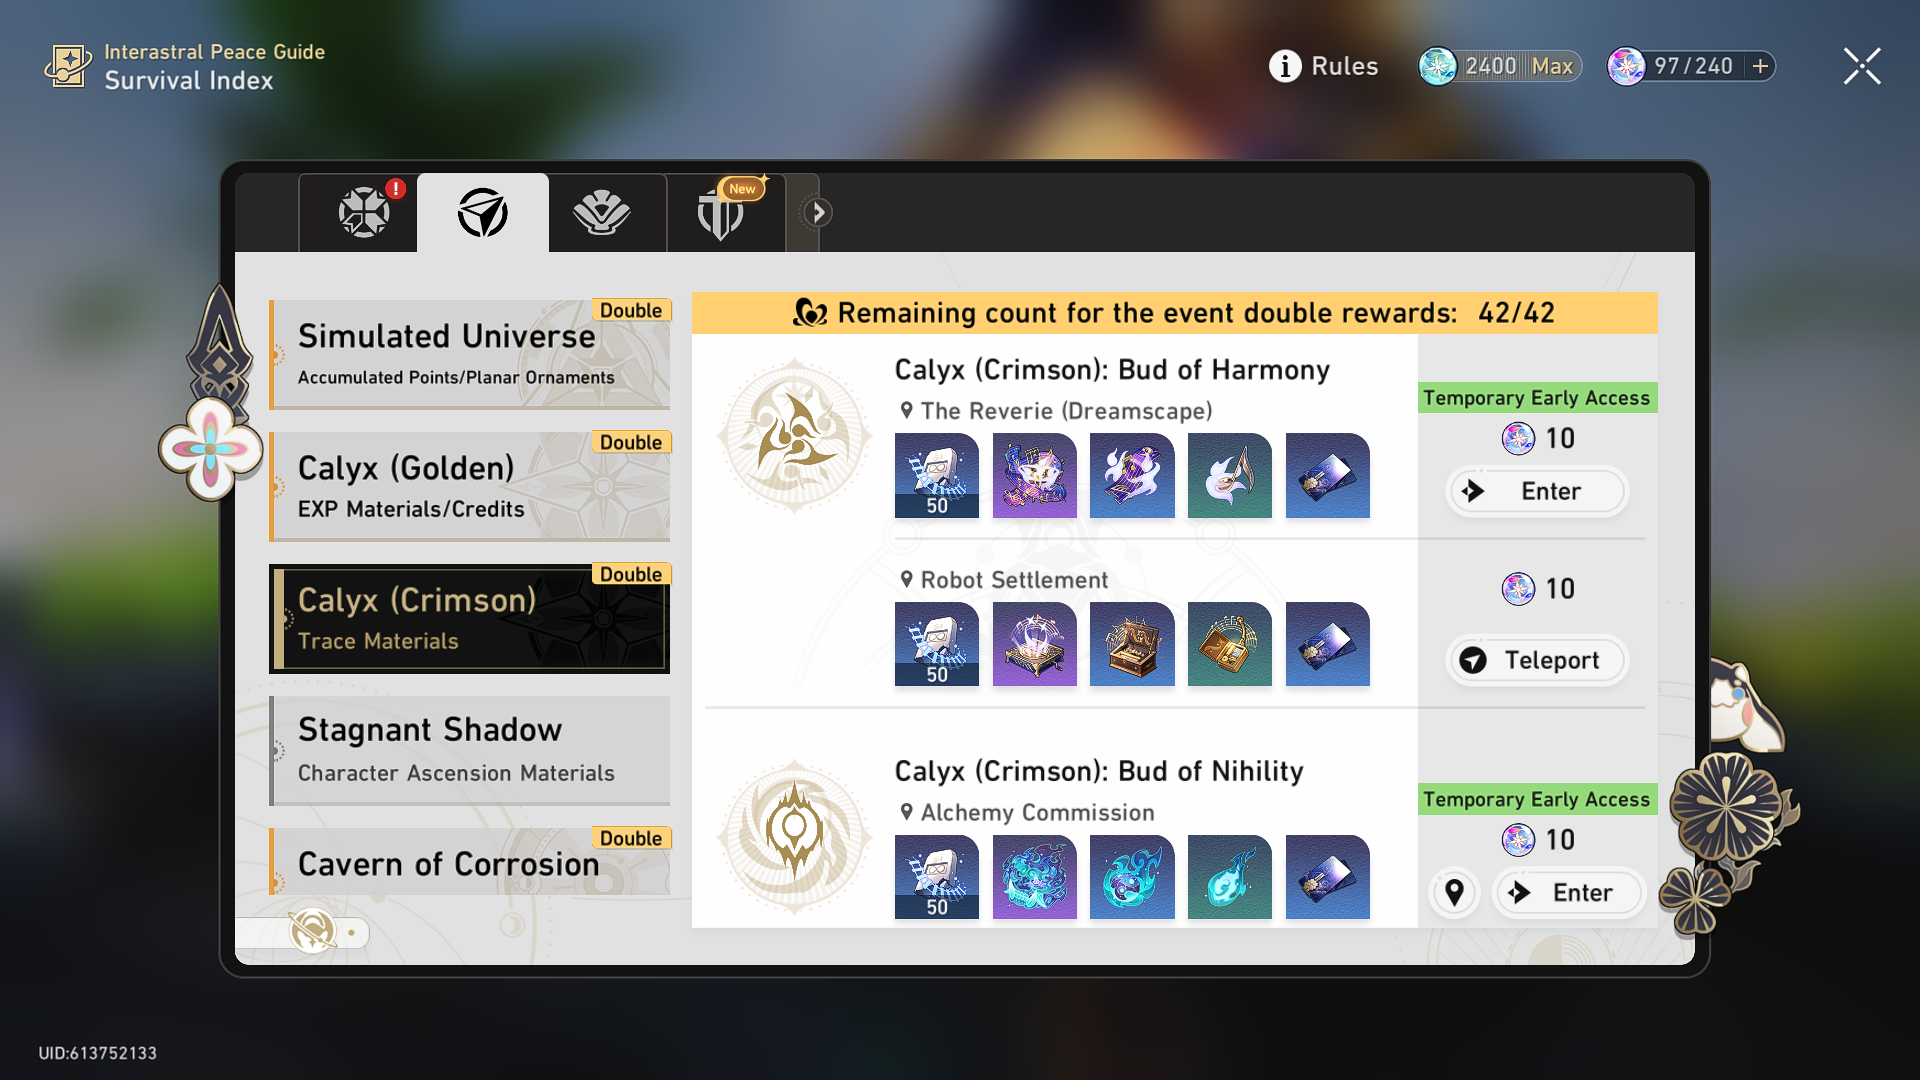 Interastral Peace Guide
Survival Index
Rules
2400 Max
97/240
New
Double
Simulated Universe
Accumulated Points/Planar Ornaments
Double
Calyx (Golden)
EXP Materials/Credits
Double
Calyx (Crimson)
Trace Materials
Stagnant Shadow
Character Ascension Materials
Double
Cavern of Corrosion
Remaining count for the event double rewards: 42/42
Calyx (Crimson): Bud of Harmony
The Reverie (Dreamscape)
50
Temporary Early Access
10
Enter
Robot Settlement
50
10
Teleport
Calyx (Crimson): Bud of Nihility
Alchemy Commission
50
Temporary Early Access
10
Enter
UID:613752133